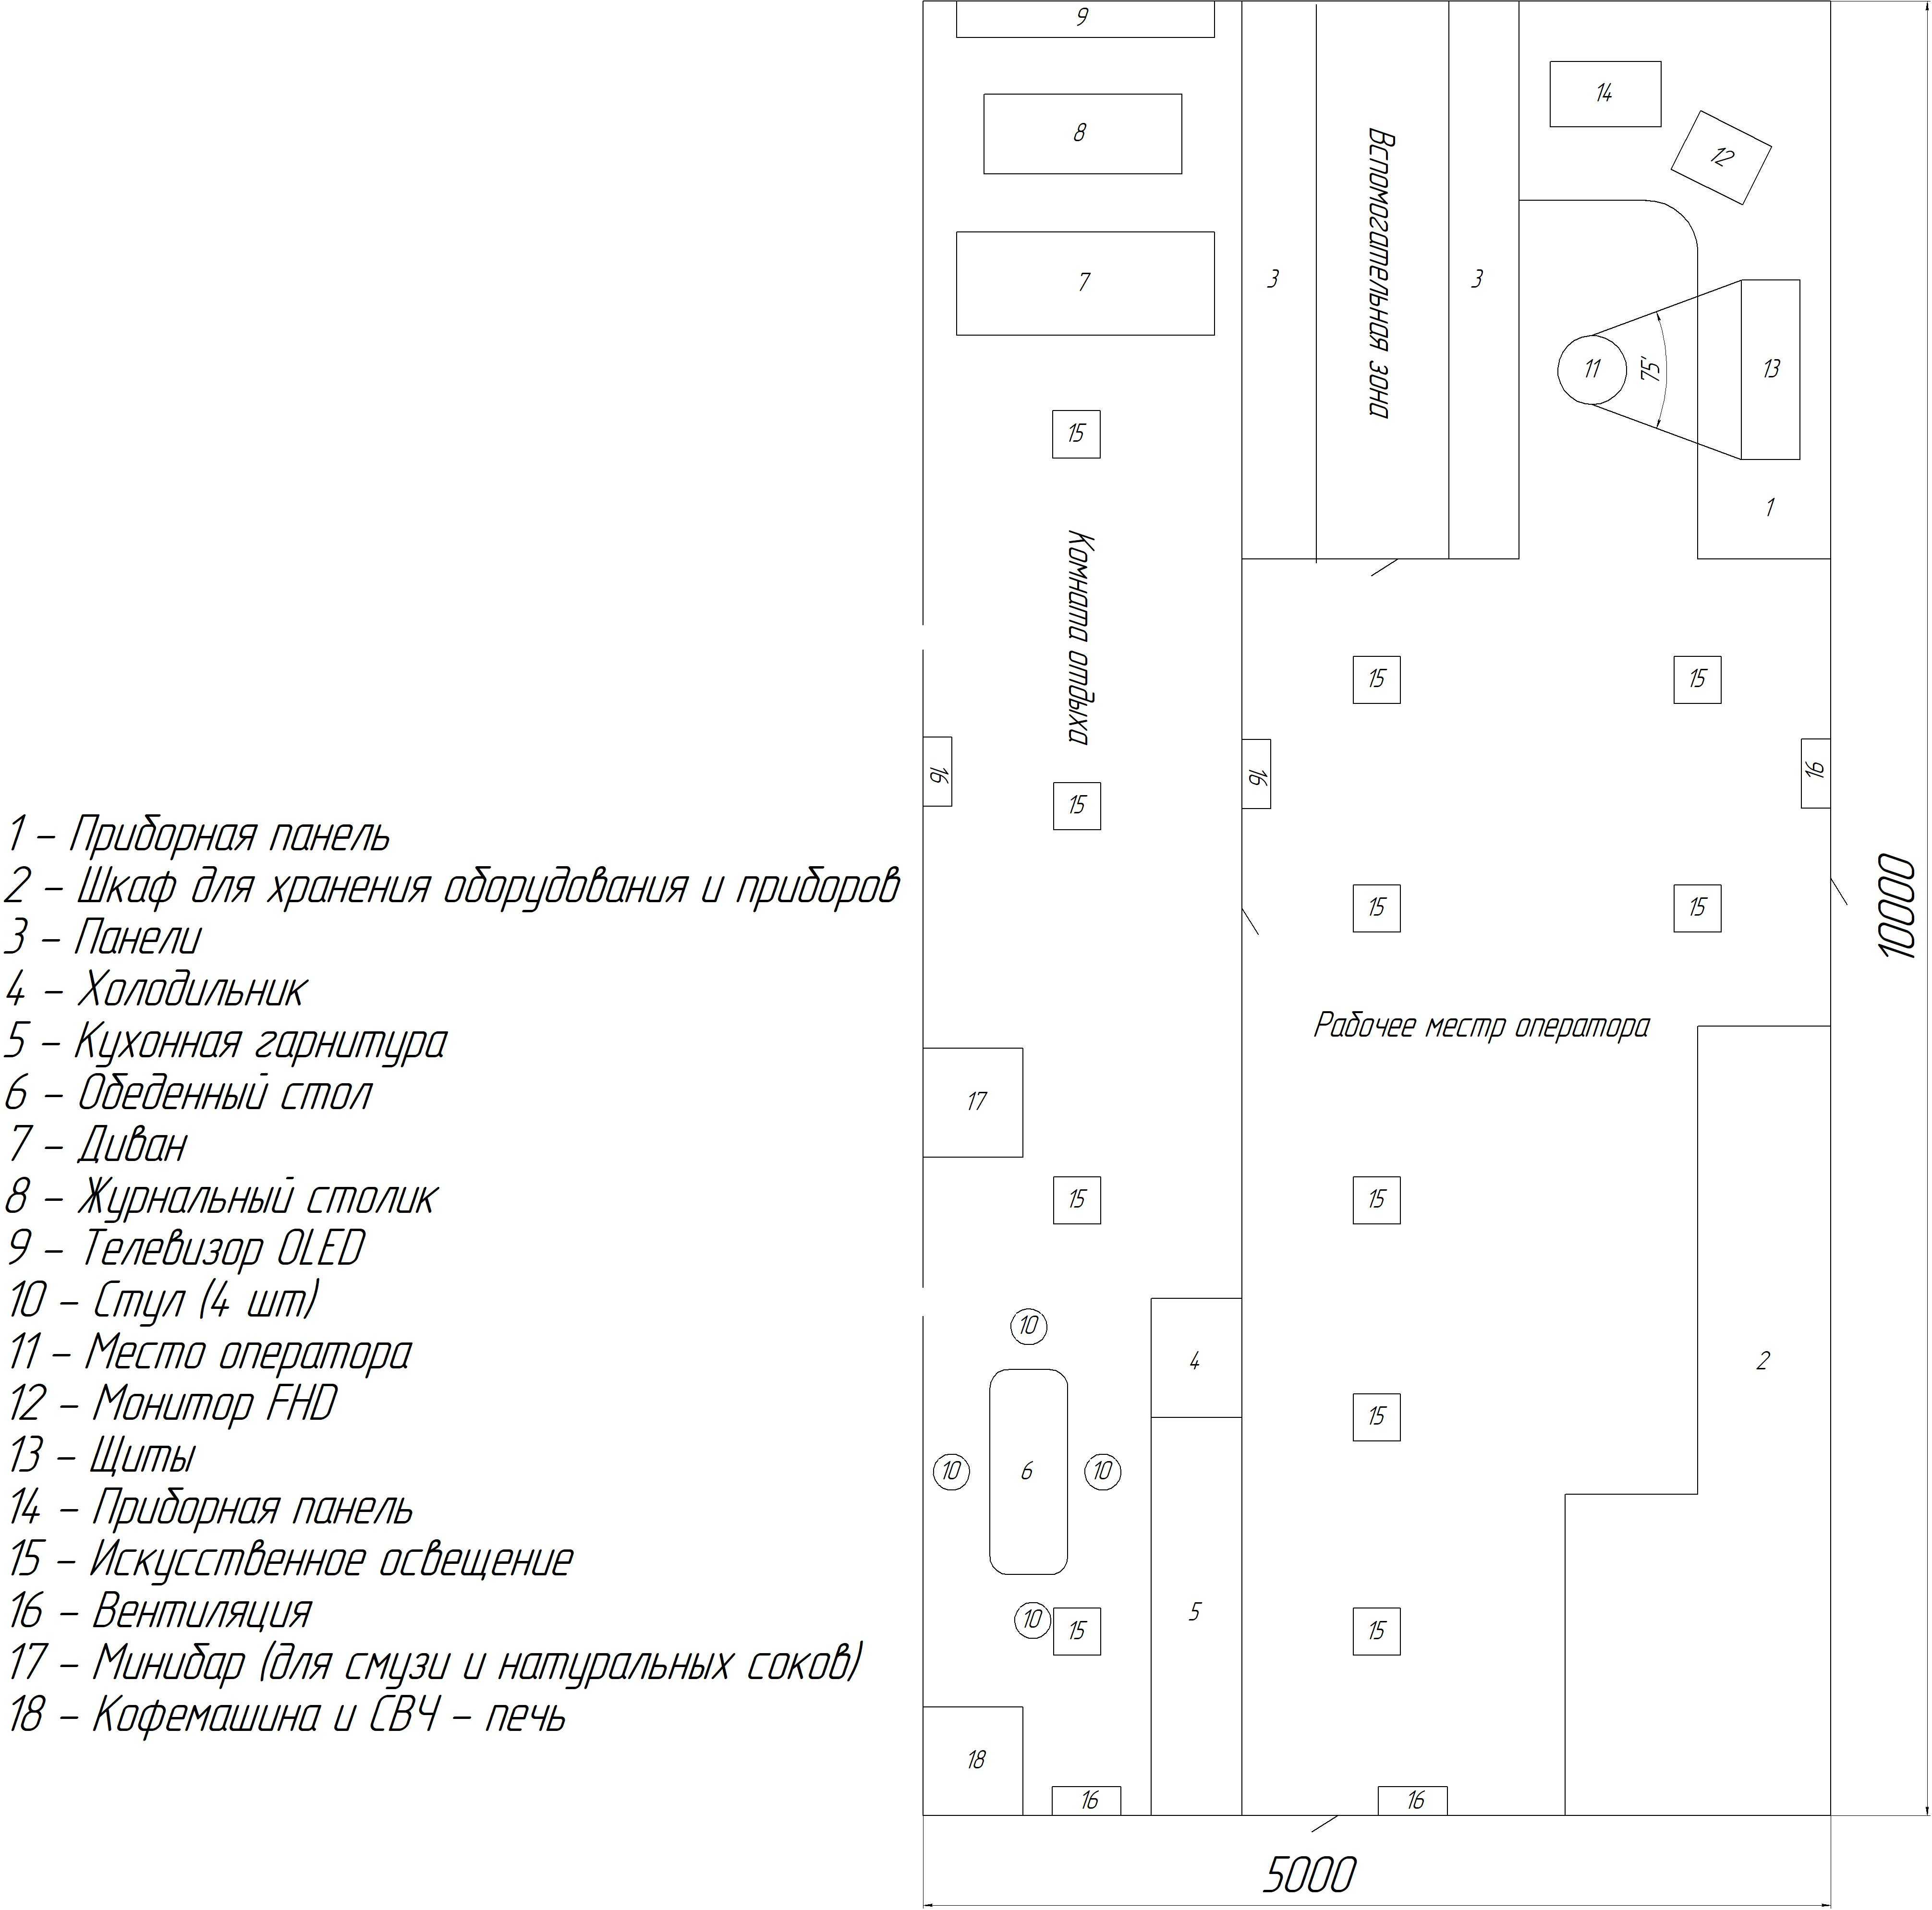 1 – Приборная панель
2 – Шкаф для хранения оборудования и приборов
3 – Панели
4 – Холодильник
5 – Кухонная гарнитура
6 – Обеденный стол
7 – Диван
8 – Журнальный столик
9 – Телевизор OLED
10 – Стул (4 шт)
11 – Место оператора
12 – Монитор FHD
13 – Щиты
14 – Приборная панель
15 – Искусственное освещение
16 – Вентиляция
17 – Минибар (для смузи и натуральных соков)
18 – Кофемашина и СВЧ – печь
9
8
7
15
Комната отдыха
16
15
17
15
10
4
10
6
10
5
10
15
18
16
3
Вспомогательная зона
3
14
12
11
75'
13
1
15
15
16
16
15
15
Рабочее местр оператора
15
2
15
15
16
10000
5000